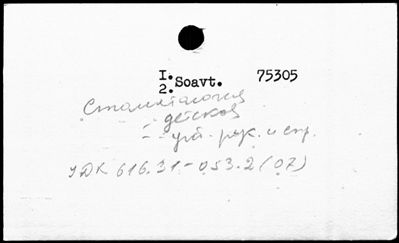 I. Soavt. 75305
2.
Стоматология
- детская
- уч. рук. и спр.
УДК 616.31-053.2(07)